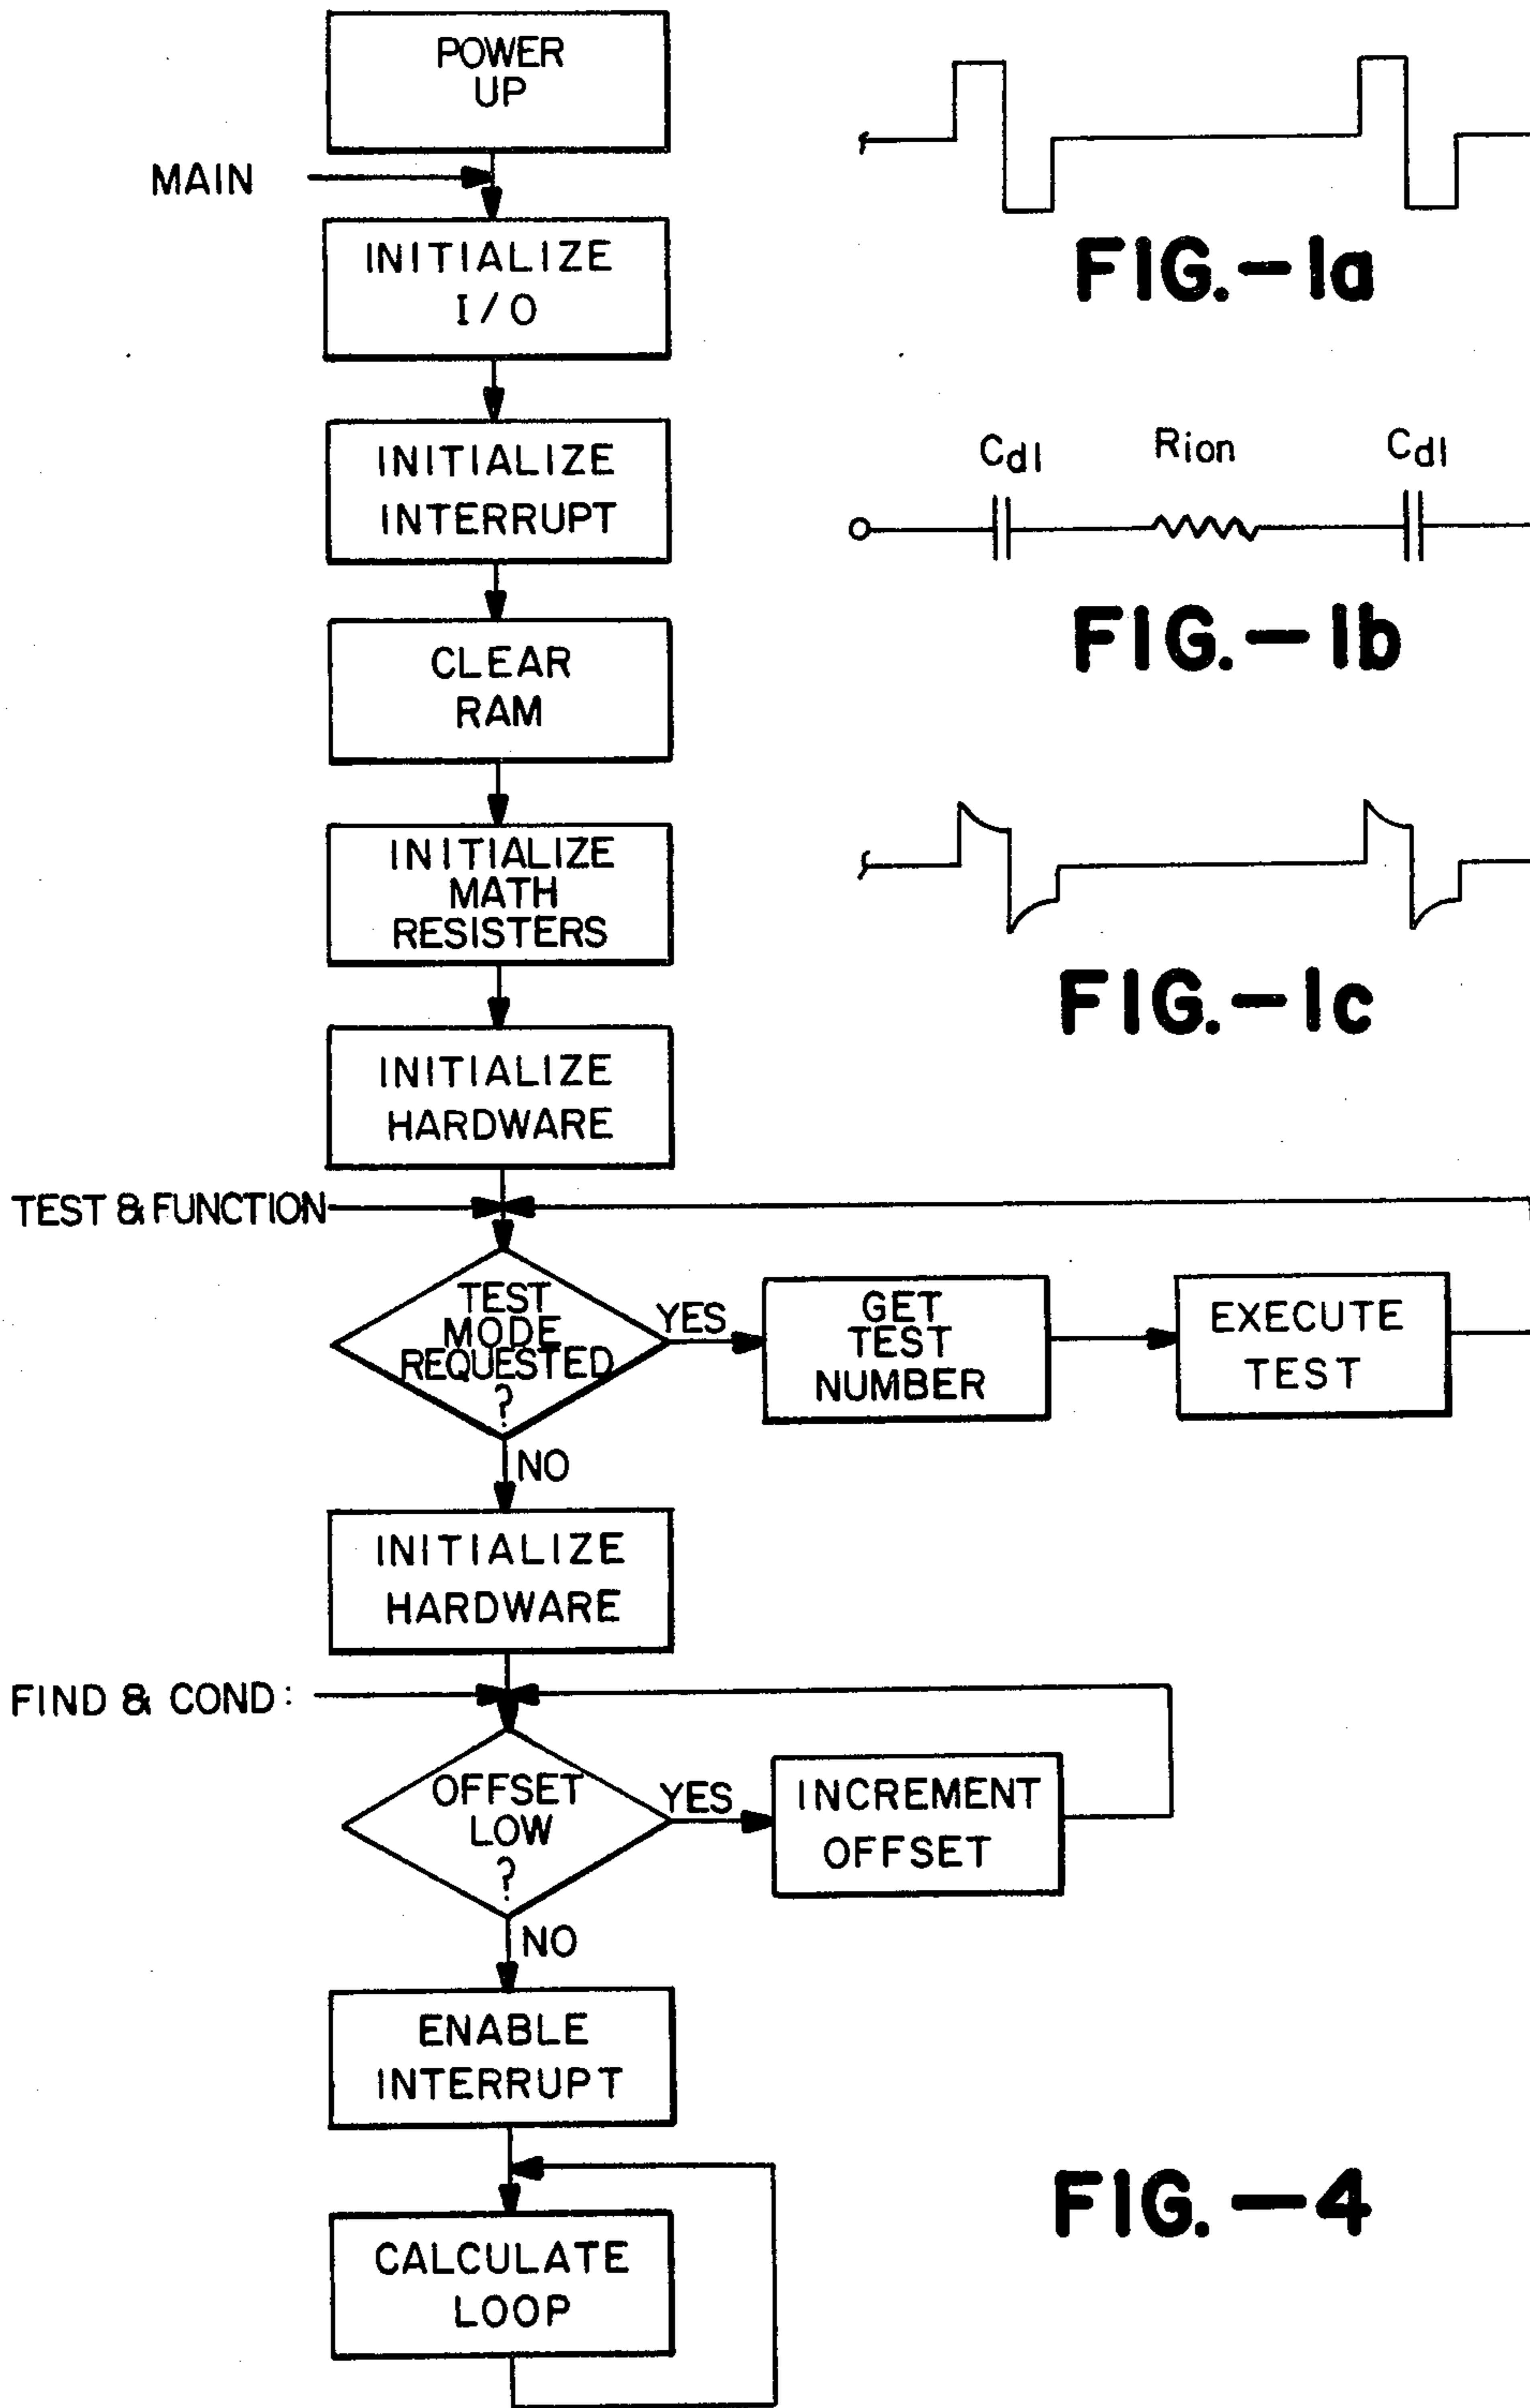 POWER
UP
MAIN
INITIALIZE
I/O
INITIALIZE
INTERRUPT
CLEAR
RAM
INITIALIZE
MATH
RESISTERS
INITIALIZE
HARDWARE
TEST & FUNCTION
TEST
MODE
REQUESTED
?
YES
GET
TEST
NUMBER
EXECUTE
TEST
NO
INITIALIZE
HARDWARE
FIND & COND:
OFFSET
LOW
?
YES
INCREMENT
OFFSET
NO
ENABLE
INTERRUPT
CALCULATE
LOOP
FIG.-1a
Cdl Rion Cdl
FIG.-1b
FIG.-1c
FIG.-4